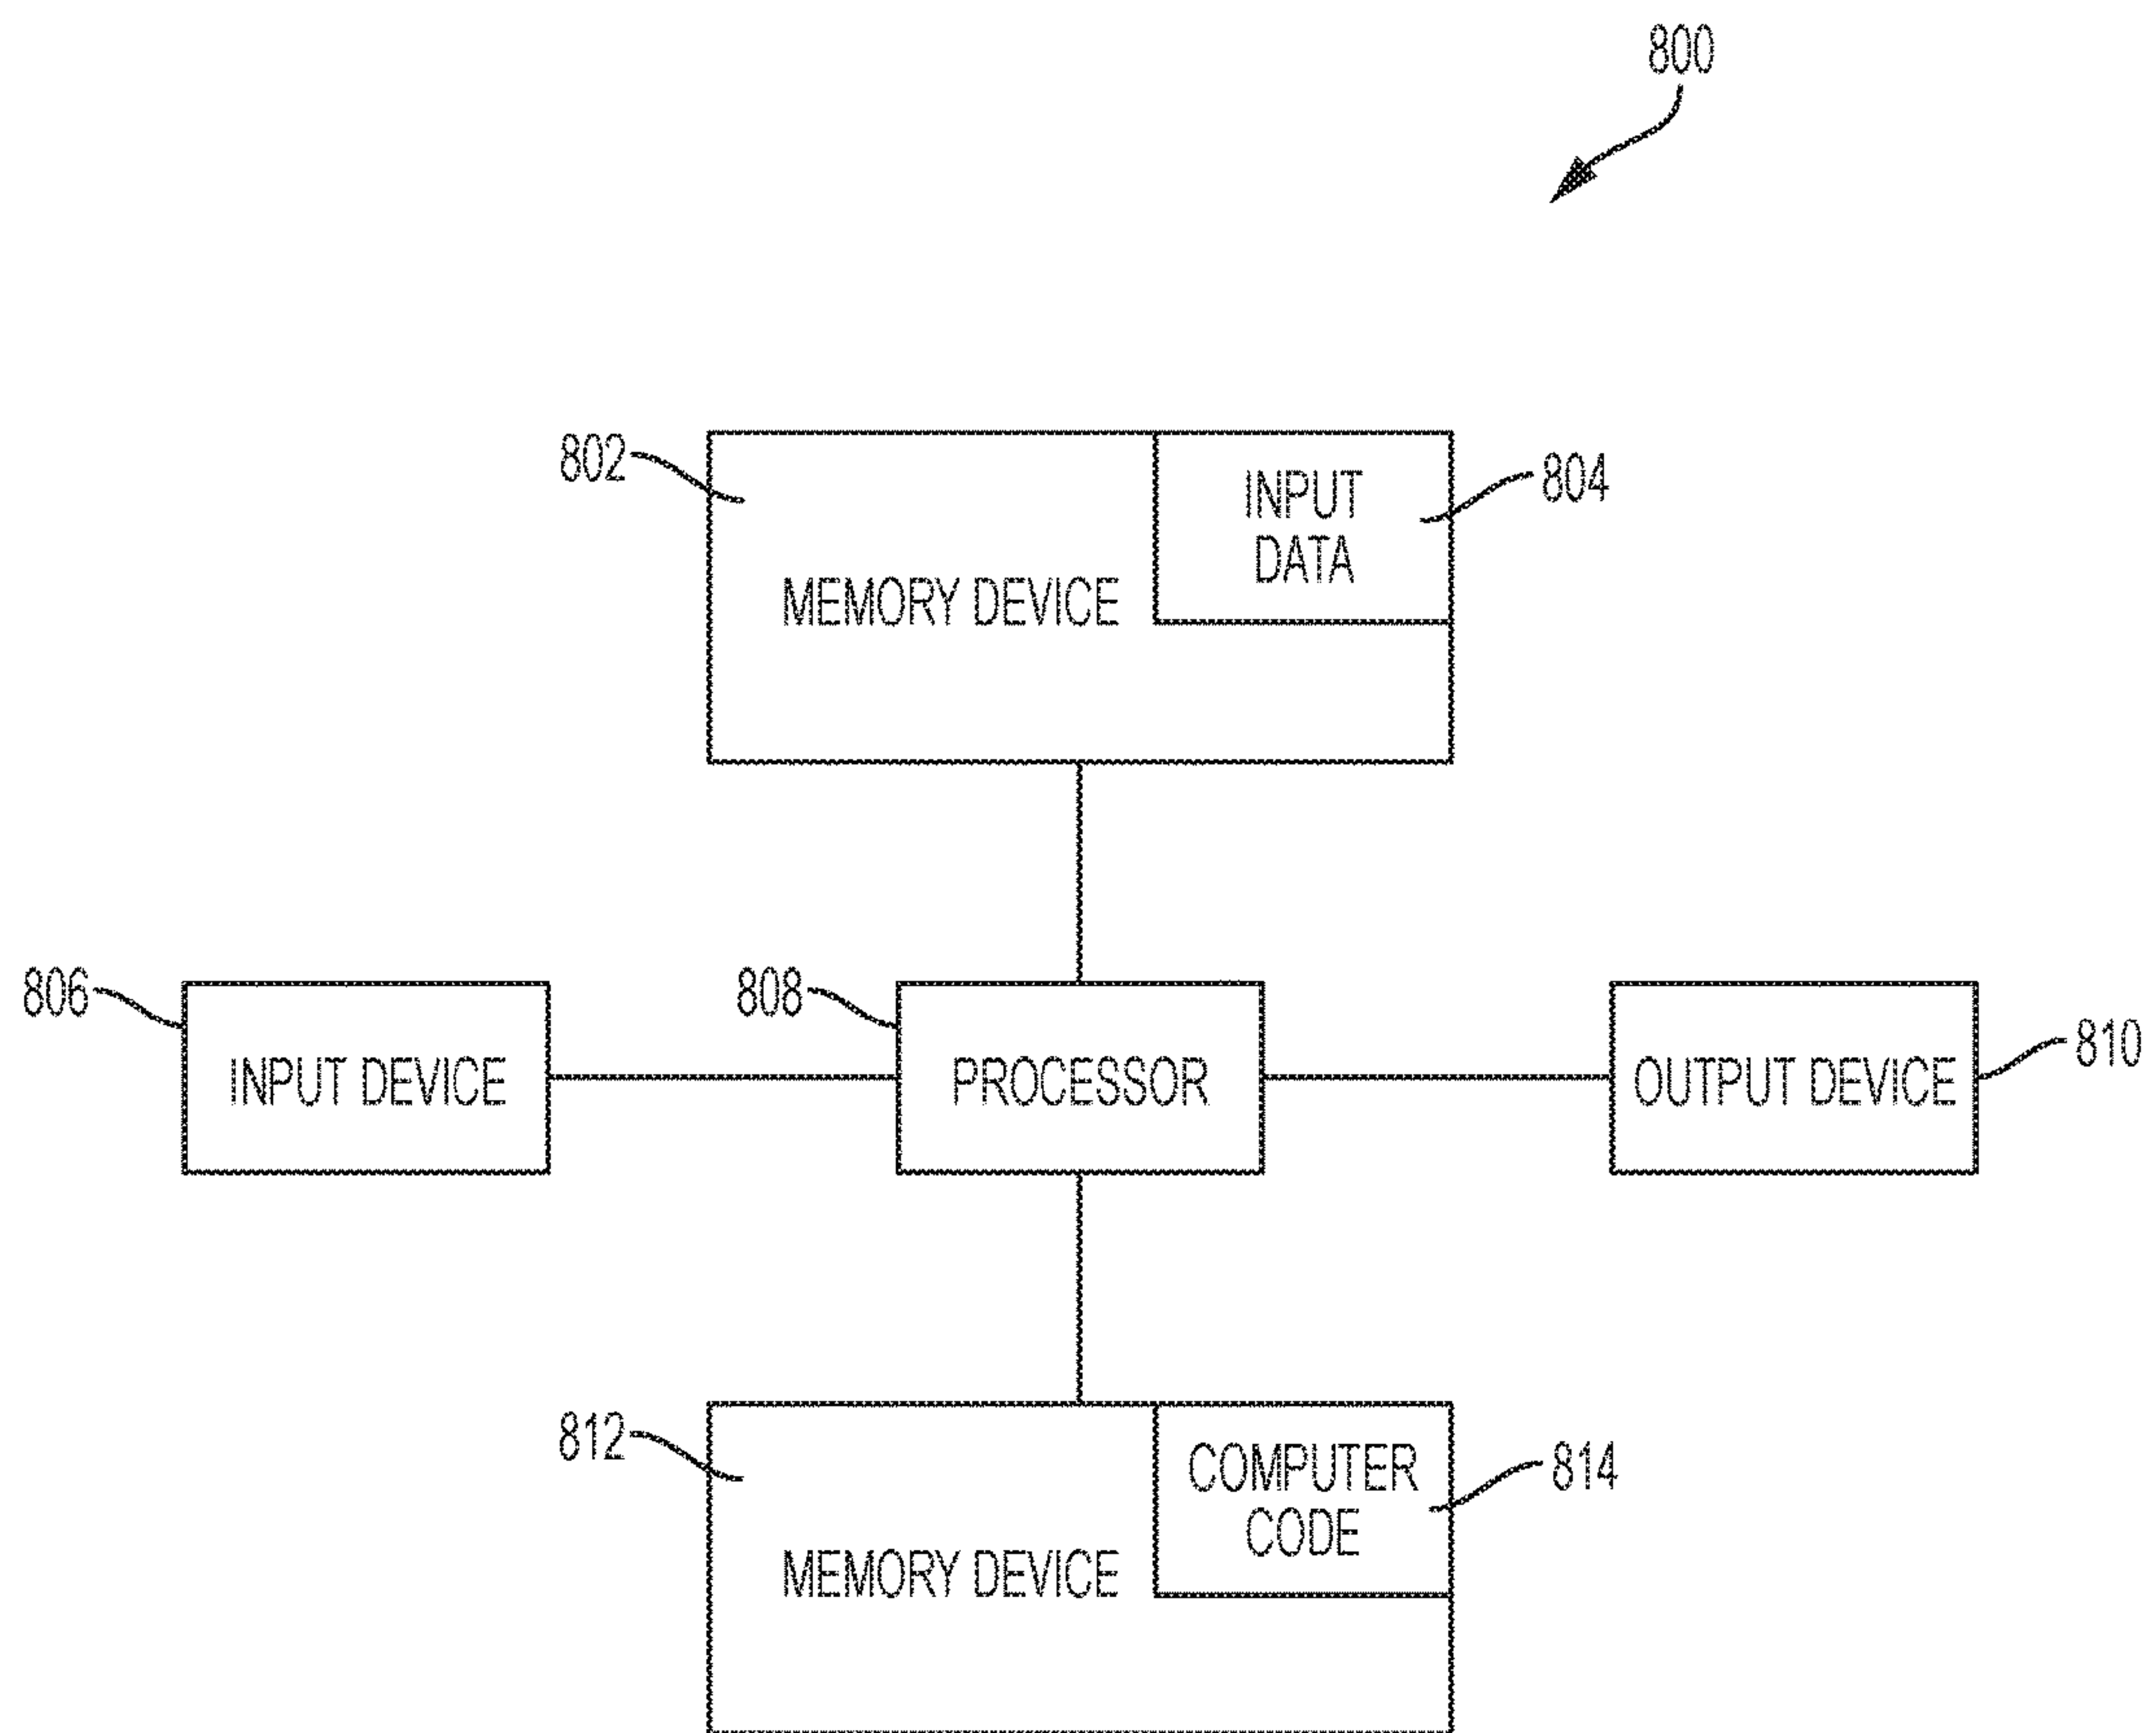 800
802
INPUT
DATA
804
MEMORY DEVICE
806
INPUT DEVICE
808
PROCESSOR
OUTPUT DEVICE
810
812
COMPUTER
CODE
814
MEMORY DEVICE